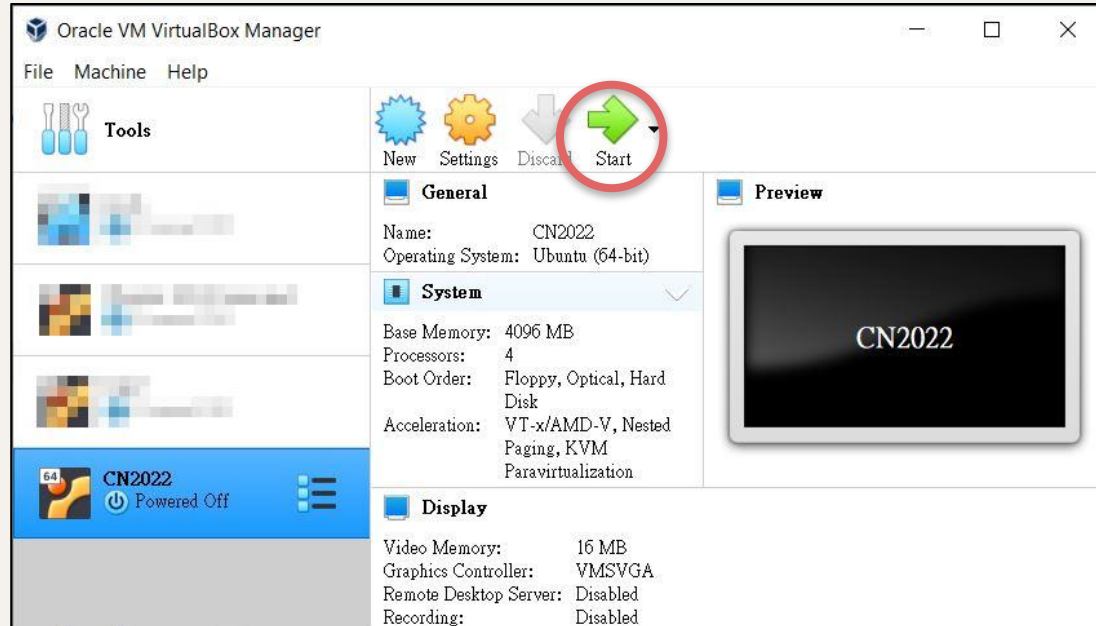 Oracle VM VirtualBox Manager
File Machine Help
Tools
New Settings Discard Start
64
CN2022
Powered Off
General
Name: CN2022
Operating System: Ubuntu (64-bit)
System
Base Memory: 4096 MB
Processors: 4
Boot Order: Floppy, Optical, Hard
Disk
Acceleration: VT-x/AMD-V, Nested
Paging, KVM
Paravirtualization
Display
Video Memory: 16 MB
Graphics Controller: VMSVGA
Remote Desktop Server: Disabled
Recording: Disabled
Preview
CN2022